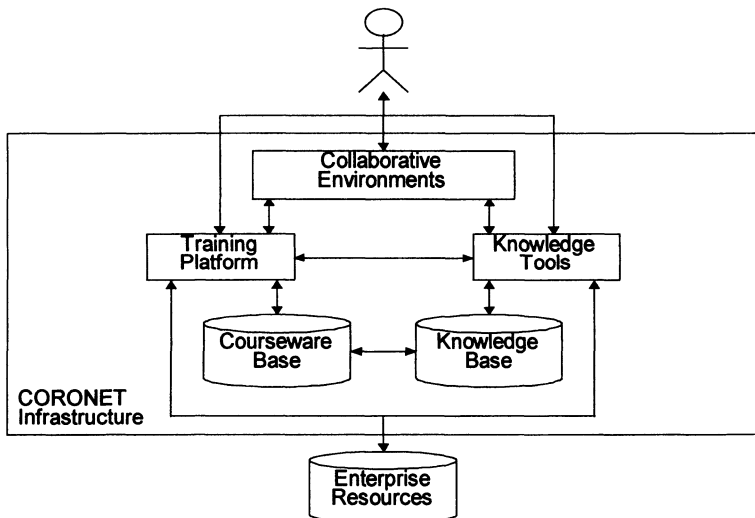 Collaborative
Environments
Training
Platform
Knowledge
Tools
Courseware
Base
Knowledge
Base
CORONET
Infrastructure
Enterprise
Resources